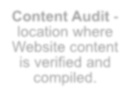 Content Audit -
location where
Website content
is verified and
compiled.